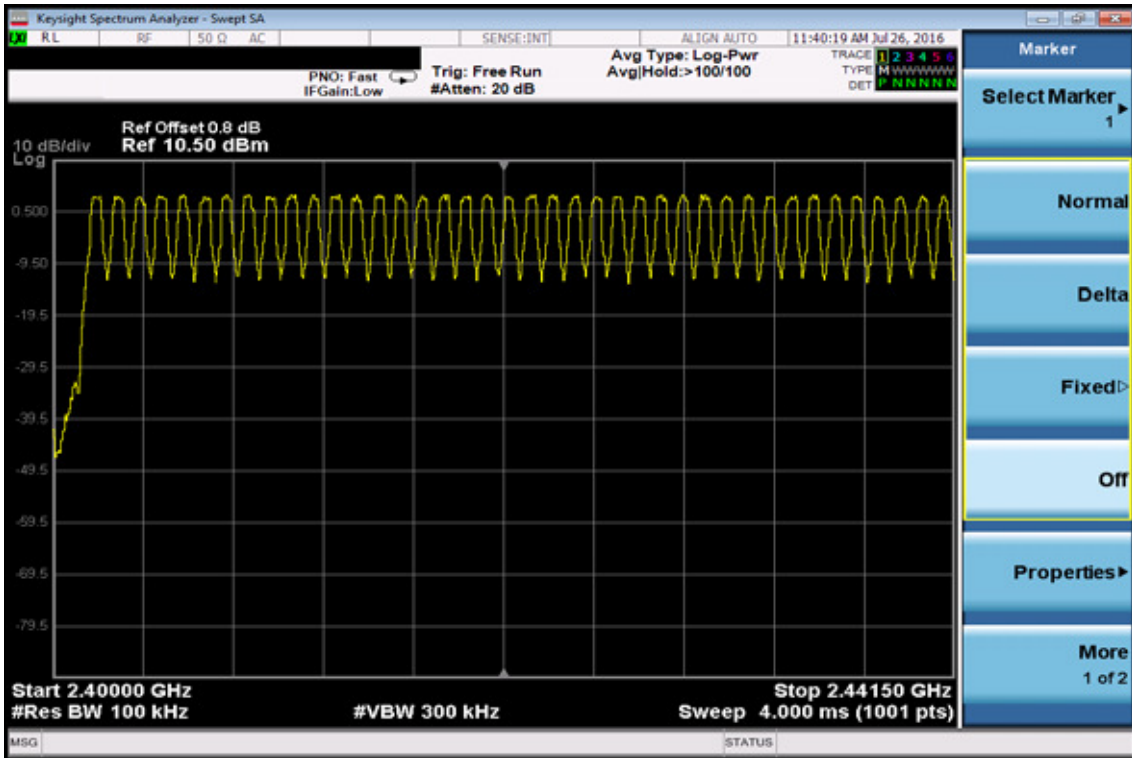 Keysight Spectrum Analyzer - Swept SA
LXI RL RF 50 Ω AC SENSE:INT ALIGN AUTO 11:40:19 AM Jul 26, 2016
PNO: Fast
IFGain:Low
Trig: Free Run
#Atten: 20 dB
Avg Type: Log-Pwr
Avg|Hold:>100/100
TRACE 1 2 3 4 5 6
TYPE M WWWWW
DET P N N N N N
Ref Offset 0.8 dB
10 dB/div Ref 10.50 dBm
Log
0.500
-9.50
-19.5
-29.5
-39.5
-49.5
-59.5
-69.5
-79.5
Start 2.40000 GHz Stop 2.44150 GHz
#Res BW 100 kHz #VBW 300 kHz Sweep 4.000 ms (1001 pts)
MSG STATUS
Marker
Select Marker
1
Normal
Delta
Fixed
Off
Properties
More
1 of 2